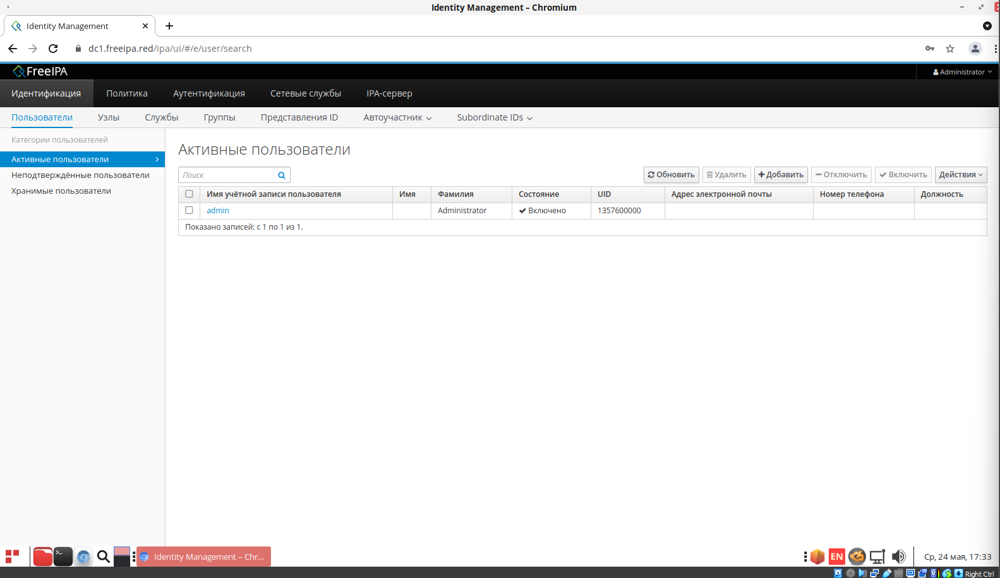 Identity Management – Chromium
Identity Management
dc1.freeipa.red/ipa/ui/#/e/user/search
FreeIPA
Administrator
Идентификация Политика Аутентификация Сетевые службы IPA-сервер
Пользователи Узлы Службы Группы Представления ID Автоучастник Subordinate IDs
Категории пользователей
Активные пользователи
Неподтверждённые пользователи
Хранимые пользователи
Активные пользователи
Поиск Обновить Удалить Добавить Отключить Включить Действия
Имя учётной записи пользователя Имя Фамилия Состояние UID Адрес электронной почты Номер телефона Должность
admin Administrator Включено 1357600000
Показано записей: с 1 по 1 из 1.
Identity Management – Chr... EN Ср, 24 мая, 17:33
Right Ctrl